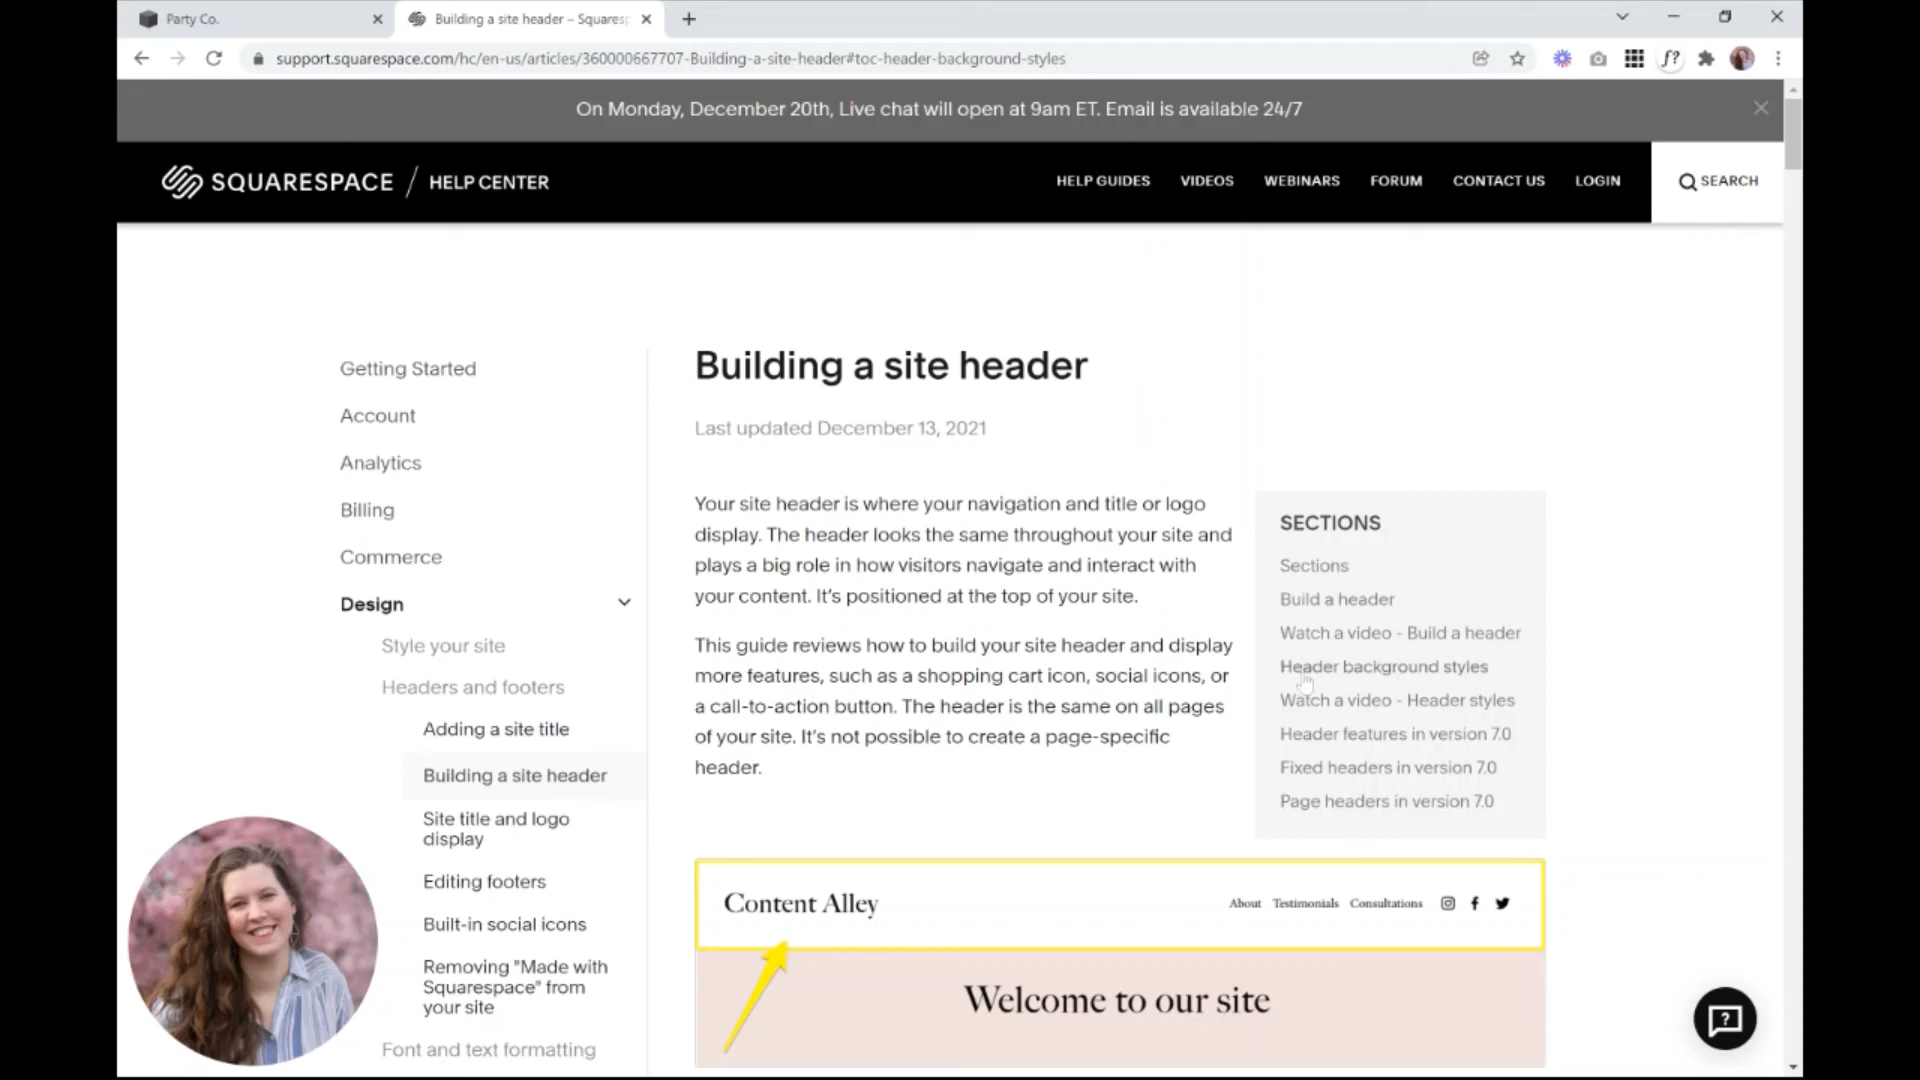 Party Co.
Building a site header – Squaresp
support.squarespace.com/hc/en-us/articles/360000667707-Building-a-site-header#toc-header-background-styles
f?
On Monday, December 20th, Live chat will open at 9am ET. Email is available 24/7
SQUARESPACE / HELP CENTER
HELP GUIDES
VIDEOS
WEBINARS
FORUM
CONTACT US
LOGIN
SEARCH
Getting Started
Account
Analytics
Billing
Commerce
Design
Style your site
Headers and footers
Adding a site title
Building a site header
Site title and logo
display
Editing footers
Built-in social icons
Removing "Made with
Squarespace" from
your site
Font and text formatting
Building a site header
Last updated December 13, 2021
Your site header is where your navigation and title or logo
display. The header looks the same throughout your site and
plays a big role in how visitors navigate and interact with
your content. It's positioned at the top of your site.
This guide reviews how to build your site header and display
more features, such as a shopping cart icon, social icons, or
a call-to-action button. The header is the same on all pages
of your site. It's not possible to create a page-specific
header.
SECTIONS
Sections
Build a header
Watch a video - Build a header
Header background styles
Watch a video - Header styles
Header features in version 7.0
Fixed headers in version 7.0
Page headers in version 7.0
Content Alley
About Testimonials Consultations
Welcome to our site